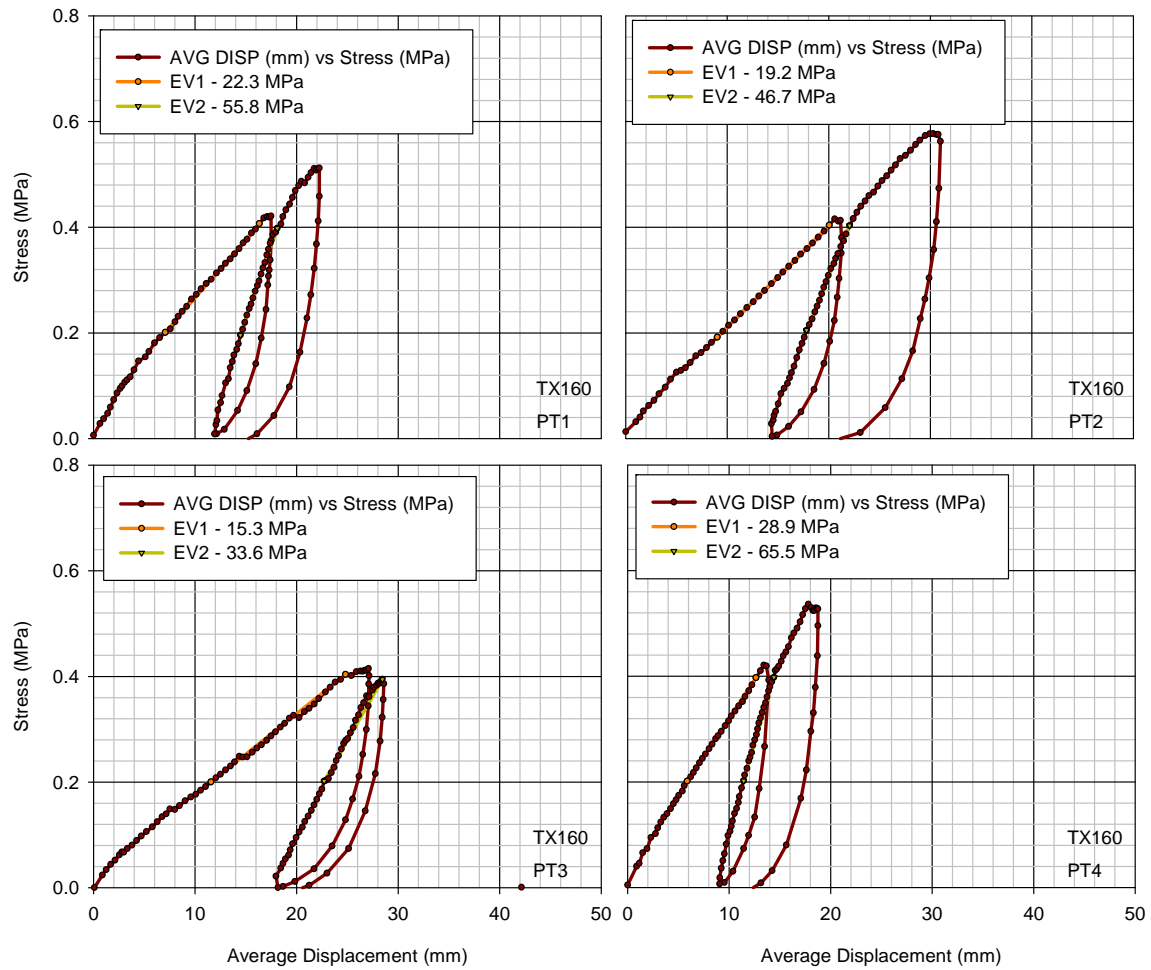 0.8
AVG DISP (mm) vs Stress (MPa)
EV1 - 22.3 MPa
EV2 - 55.8 MPa
0.6
Stress (MPa)
0.4
0.2
TX160
PT1
0.0
AVG DISP (mm) vs Stress (MPa)
EV1 - 19.2 MPa
EV2 - 46.7 MPa
TX160
PT2
0.8
AVG DISP (mm) vs Stress (MPa)
EV1 - 15.3 MPa
EV2 - 33.6 MPa
0.6
Stress (MPa)
0.4
0.2
TX160
PT3
0.0
0 10 20 30 40 50
Average Displacement (mm)
AVG DISP (mm) vs Stress (MPa)
EV1 - 28.9 MPa
EV2 - 65.5 MPa
TX160
PT4
0 10 20 30 40 50
Average Displacement (mm)